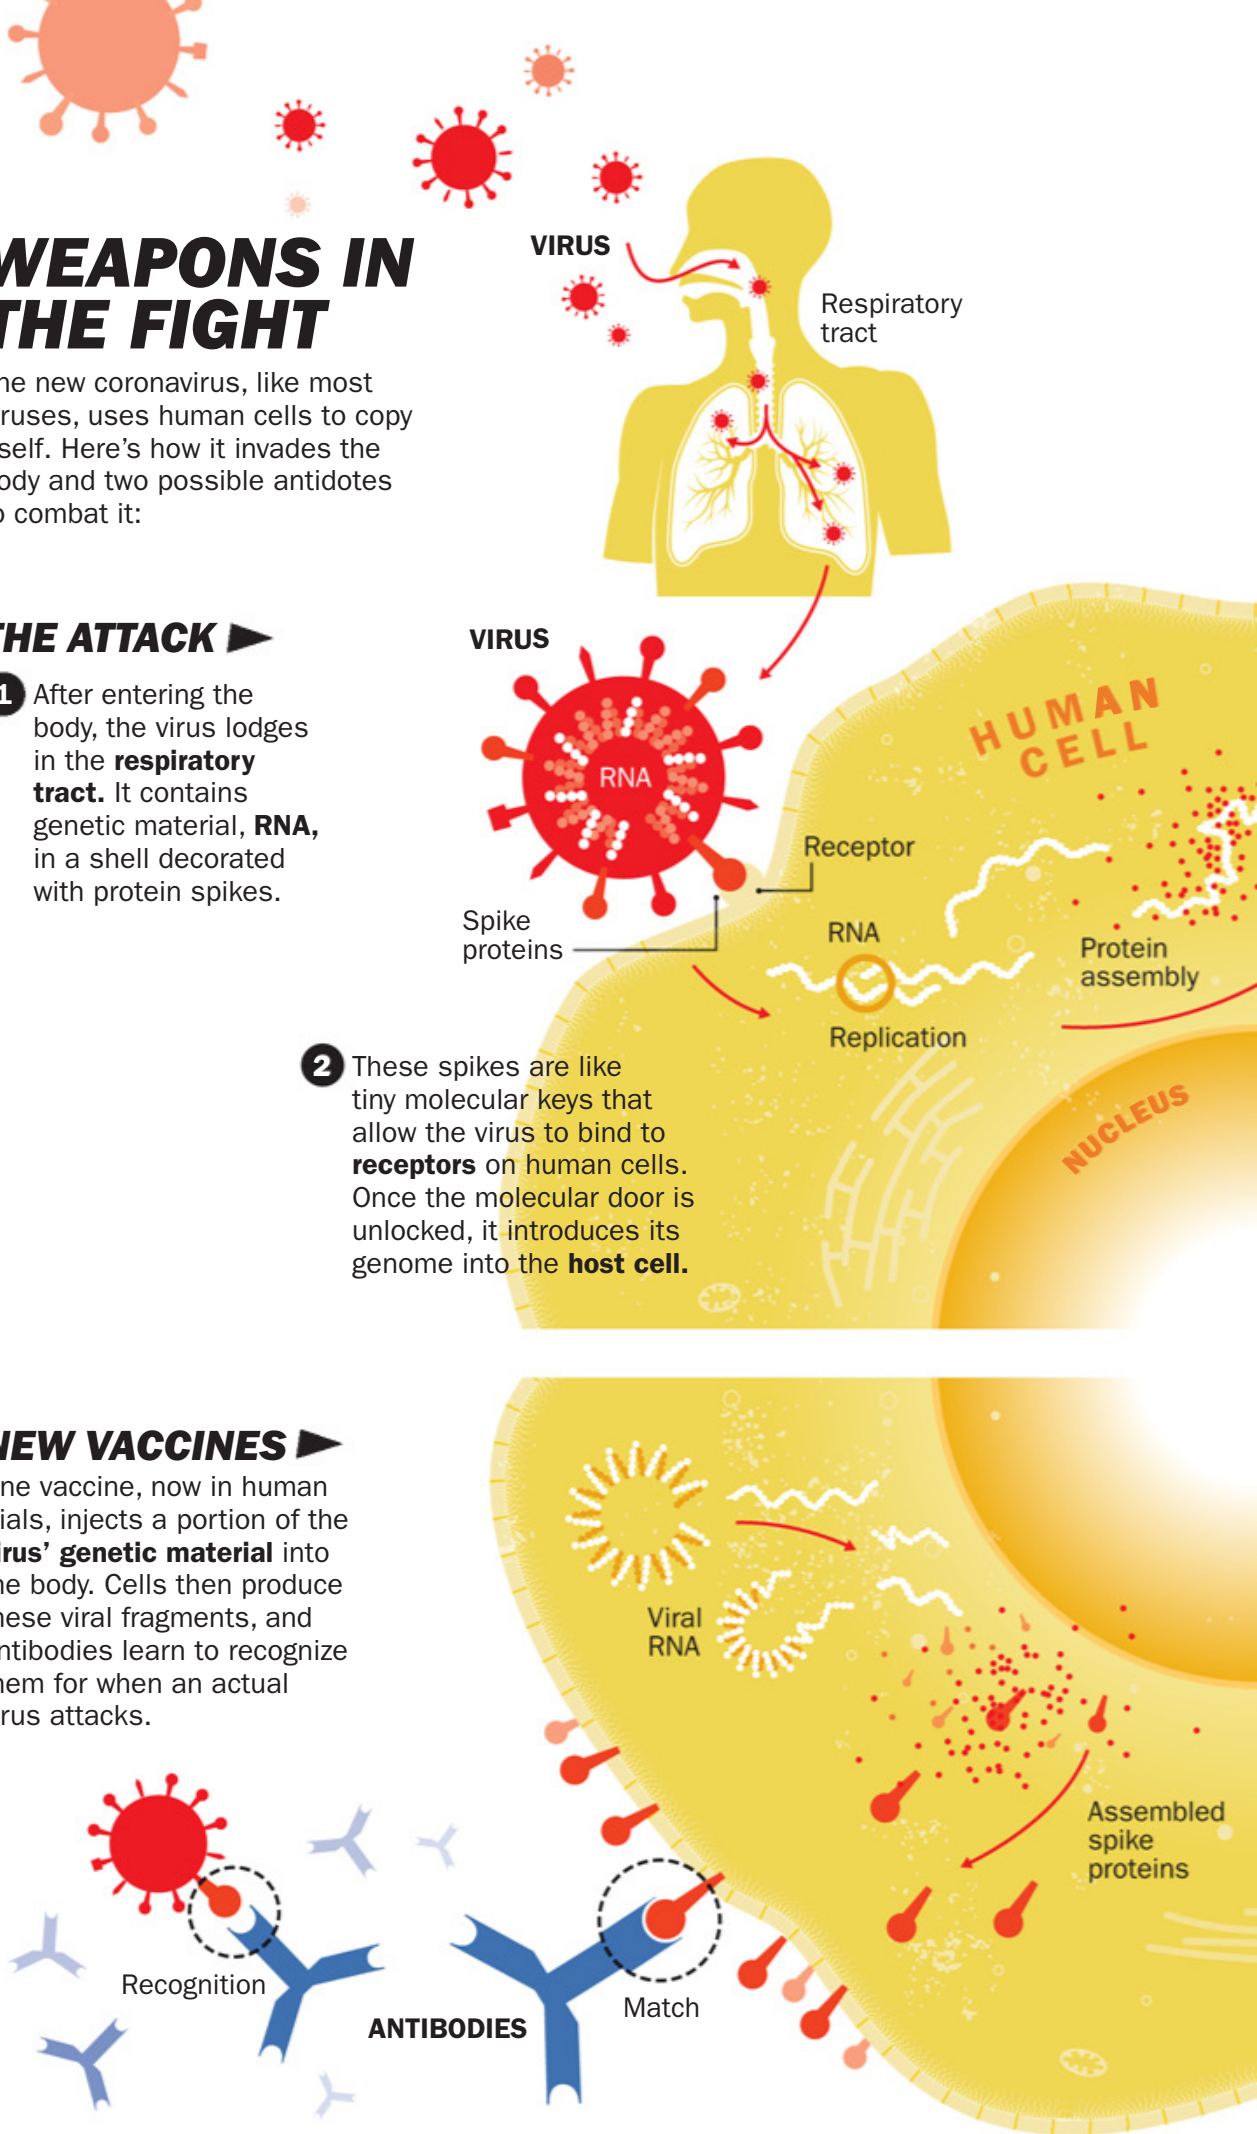 WEAPONS IN
THE FIGHT
he new coronavirus, like most
ruses, uses human cells to copy
self. Here's how it invades the
ody and two possible antidotes
o combat it:
VIRUS
Respiratory
tract
THE ATTACK
1 After entering the
body, the virus lodges
in the respiratory
tract. It contains
genetic material, RNA,
in a shell decorated
with protein spikes.
VIRUS
RNA
HUMAN
CELL
Receptor
Spike
proteins
RNA
Replication
Protein
assembly
NUCLEUS
2 These spikes are like
tiny molecular keys that
allow the virus to bind to
receptors on human cells.
Once the molecular door is
unlocked, it introduces its
genome into the host cell.
NEW VACCINES
ne vaccine, now in human
ials, injects a portion of the
irus' genetic material into
he body. Cells then produce
hese viral fragments, and
ntibodies learn to recognize
hem for when an actual
rus attacks.
Viral
RNA
Assembled
spike
proteins
Recognition
ANTIBODIES
Match